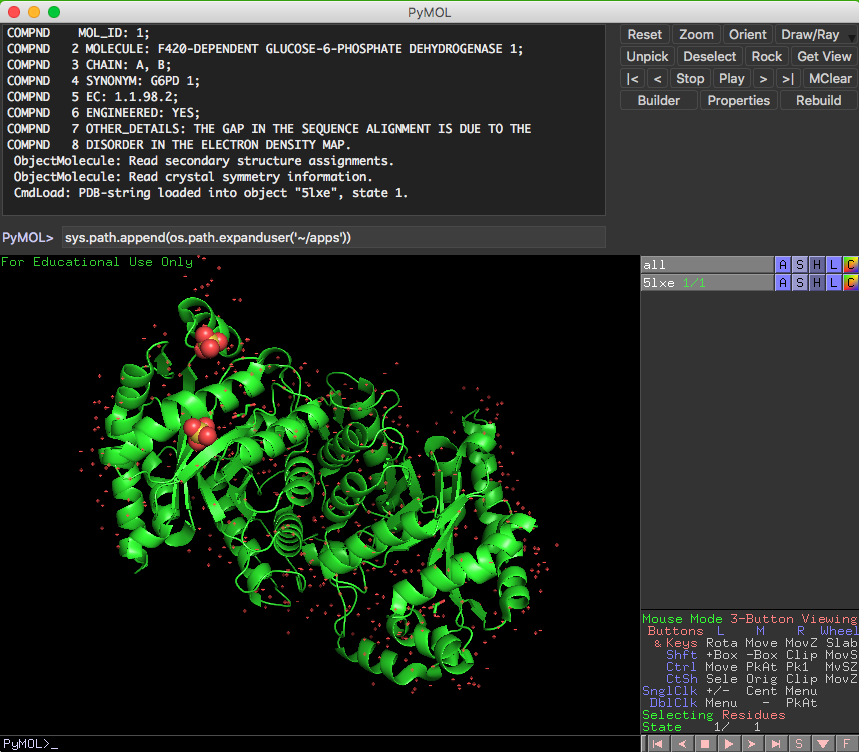 PyMOL
COMPND MOL_ID: 1;
COMPND 2 MOLECULE: F420-DEPENDENT GLUCOSE-6-PHOSPHATE DEHYDROGENASE 1;
COMPND 3 CHAIN: A, B;
COMPND 4 SYNONYM: G6PD 1;
COMPND 5 EC: 1.1.98.2;
COMPND 6 ENGINEERED: YES;
COMPND 7 OTHER_DETAILS: THE GAP IN THE SEQUENCE ALIGNMENT IS DUE TO THE
COMPND 8 DISORDER IN THE ELECTRON DENSITY MAP.
ObjectMolecule: Read secondary structure assignments.
ObjectMolecule: Read crystal symmetry information.
CmdLoad: PDB-string loaded into object "5lxe", state 1.
PyMOL> sys.path.append(os.path.expanduser('~/apps'))
Reset Zoom Orient Draw/Ray
Unpick Deselect Rock Get View
|< < Stop Play > >| MClear
Builder Properties Rebuild
For Educational Use Only
all A S H L C
5lxe 1/1 A S H L C
Mouse Mode 3-Button Viewing
Buttons L M R Wheel
& Keys Rota Move MovZ Slab
Shft +Box -Box Clip MovS
Ctrl Move PkAt Pk1 MvSZ
CtSh Sele Orig Clip MovZ
SnglClk +/- Cent Menu
DblClk Menu - PkAt
Selecting Residues
State 1/ 1
PyMOL>_
S F